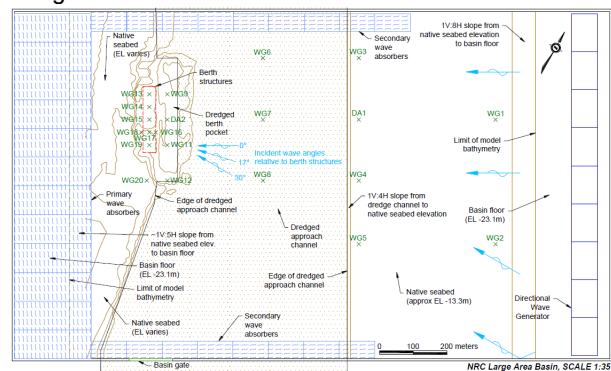 Native
seabed
(EL varies)
Secondary
wave
absorbers
1V:8H slope from
native seabed elevation
to basin floor
WG6
WG3
Berth
structures
WG13
WG9
WG14
WG15
DA2
WG16
WG17
WG19
WG11
Dredged
berth
pocket
WG7
DA1
WG1
0°
Incident wave angles
relative to berth structures
30°
Limit of model
bathymetry
WG20
WG12
WG8
WG4
Primary
wave
absorbers
Edge of dredged
approach channel
1V:4H slope from
dredge channel to
native seabed elevation
Basin floor
(EL -23.1m)
~1V:5H slope from
native seabed elev.
to basin floor
Dredged
approach
channel
WG5
WG2
Basin floor
(EL -23.1m)
Limit of model
bathymetry
Edge of dredged
approach channel
Native seabed
(approx EL -13.3m)
Directional
Wave
Generator
Native
seabed
(EL varies)
Secondary
wave
absorbers
0 100 200 meters
Basin gate
NRC Large Area Basin, SCALE 1:35